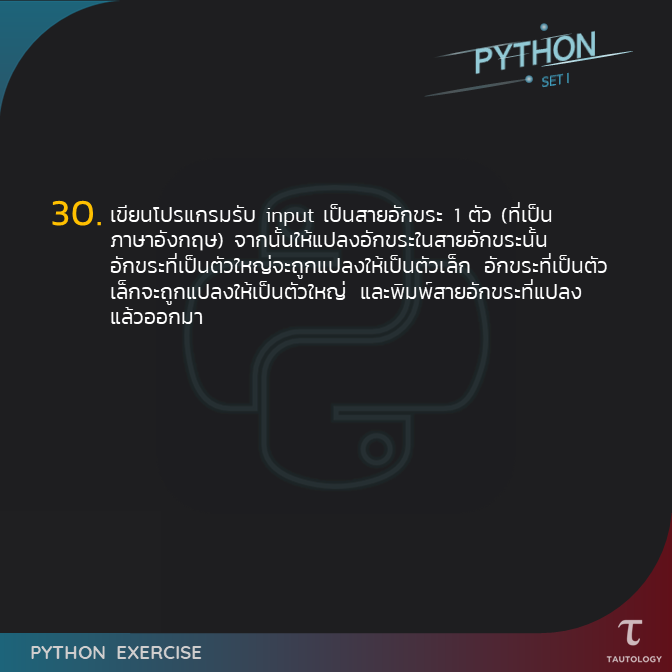 PYTHON
SET I
30. เขียนโปรแกรมรับ input เป็นสายอักขระ 1 ตัว (ที่เป็น
ภาษาอังกฤษ) จากนั้นให้แปลงอักขระในสายอักขระนั้น
อักขระที่เป็นตัวใหญ่จะถูกแปลงให้เป็นตัวเล็ก อักขระที่เป็นตัว
เล็กจะถูกแปลงให้เป็นตัวใหญ่ และพิมพ์สายอักขระที่แปลง
แล้วออกมา
PYTHON EXERCISE
τ
TAUTOLOGY